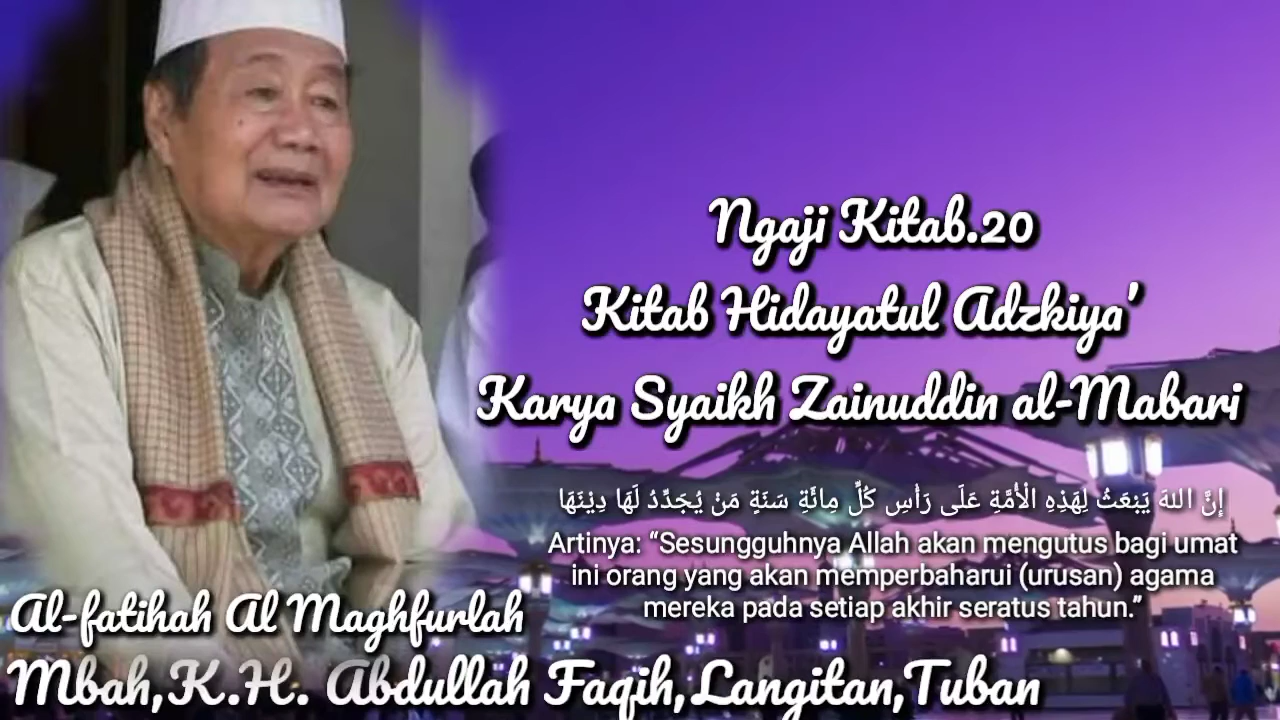 Ngaji Kitab.20
Kitab Hidayatul Adzkiya'
Karya Syaikh Zainuddin al-Mabari
إِنَّ اللهَ يَبْعَثُ لِهَذِهِ الْأُمَّةِ عَلَى رَأْسِ كُلِّ مِائَةِ سَنَةٍ مَنْ يُجَدِّدُ لَهَا دِيْنَهَا
Artinya: “Sesungguhnya Allah akan mengutus bagi umat
ini orang yang akan memperbaharui (urusan) agama
mereka pada setiap akhir seratus tahun.”
Al-fatihah Al Maghfurlah
Mbah,K.H. Abdullah Faqih,Langitan,Tuban